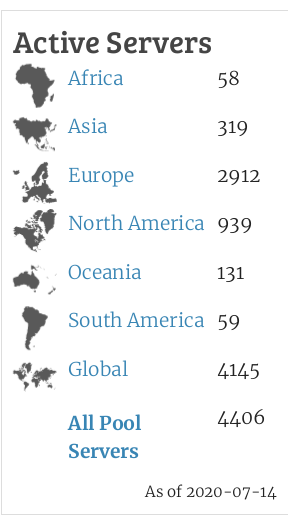 Active Servers
Africa 58
Asia 319
Europe 2912
North America 939
Oceania 131
South America 59
Global 4145
All Pool 4406
Servers
As of 2020-07-14